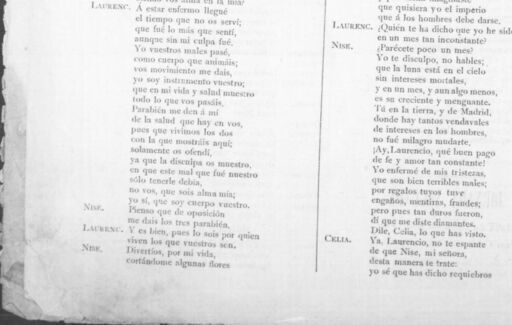 LAURENC. A estar enfermo llegué
el tiempo que no os serví;
que fué lo más que sentí,
aunque sin mi culpa fué.
Yo vuestros males pasé,
como cuerpo que animáis;
vos movimiento me dais,
yo soy instrumento vuestro;
que en mi vida y salud muestro
todo lo que vos pasáis.
Parabién me den á mí
de la salud que hay en vos,
pues que vivimos los dos
con la que mostráis aquí;
solamente os ofendí,
ya que la disculpa os muestro,
en que este mal que fué nuestro
sólo tenerle debía,
no vos, que sois alma mía;
yo sí, que soy cuerpo vuestro.
NISE. Pienso que de oposición
me dais los tres parabién.
LAURENC. Y es bien, pues lo sois por quien
viven los que vuestros son.
NISE. Divertíos, por mi vida,
cortándome algunas flores
que quisiera yo el imperio
que á los hombres debe darse.
LAURENC. ¿Quién te ha dicho que yo he sido
en un mes tan inconstante?
NISE. ¿Parécete poco un mes?
Yo te disculpo, no hables;
que la luna está en el cielo
sin intereses mortales,
y en un mes, y aun algo menos,
es su creciente y menguante.
Tú en la tierra, y de Madrid,
donde hay tantos vendavales
de intereses en los hombres,
no fué milagro mudarte,
¡Ay, Laurencio, qué buen pago
de fe y amor tan constante!
Yo enfermé de mis tristezas,
que son bien terribles males;
por regalos tuyos tuve
engaños, mentiras, fraudes;
pero pues tan duros fueron,
dí que me diste diamantes.
Dile, Celia, lo que has visto.
CELIA. Ya, Laurencio, no te espante
de que Nise, mi señora,
desta manera te trate:
yo sé que has dicho requiebros